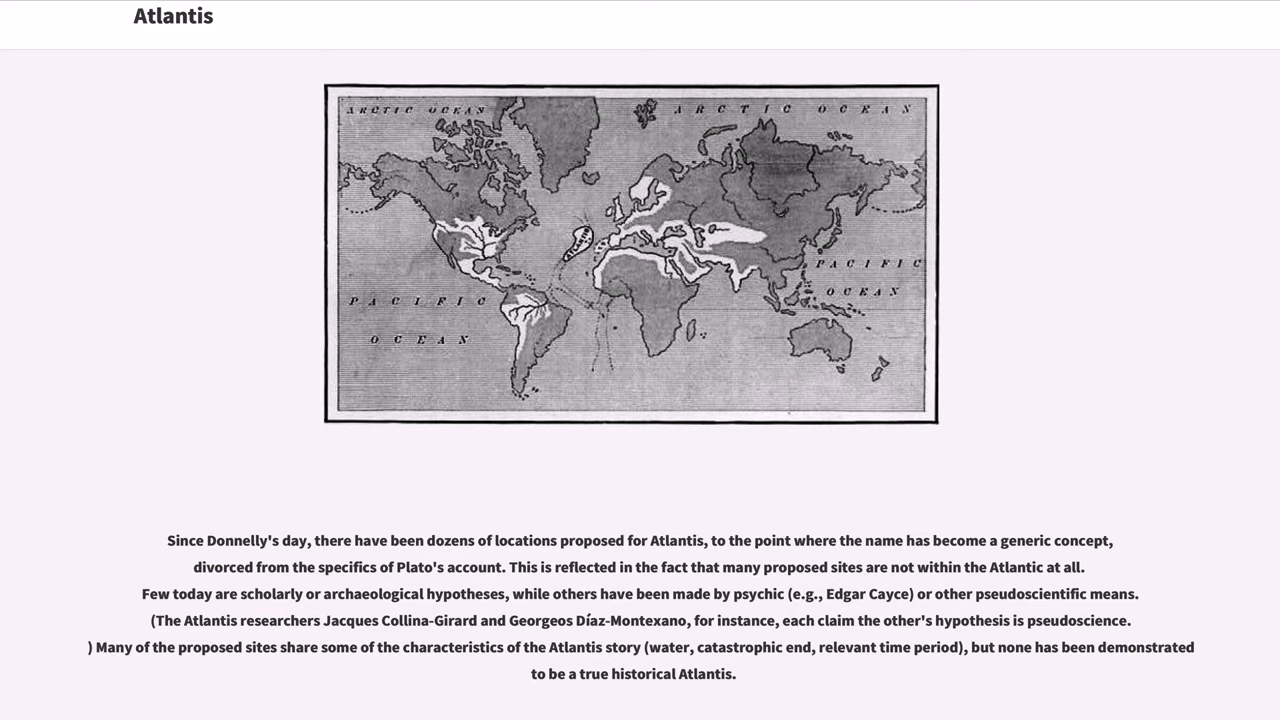 Atlantis
ARCTIC OCEAN
ARCTIC OCEAN
ATLANTIS
PACIFIC
OCEAN
PACIFIC
OCEAN
Since Donnelly's day, there have been dozens of locations proposed for Atlantis, to the point where the name has become a generic concept,
divorced from the specifics of Plato's account. This is reflected in the fact that many proposed sites are not within the Atlantic at all.
Few today are scholarly or archaeological hypotheses, while others have been made by psychic (e.g., Edgar Cayce) or other pseudoscientific means.
(The Atlantis researchers Jacques Collina-Girard and Georgeos Díaz-Montexano, for instance, each claim the other's hypothesis is pseudoscience.
) Many of the proposed sites share some of the characteristics of the Atlantis story (water, catastrophic end, relevant time period), but none has been demonstrated
to be a true historical Atlantis.